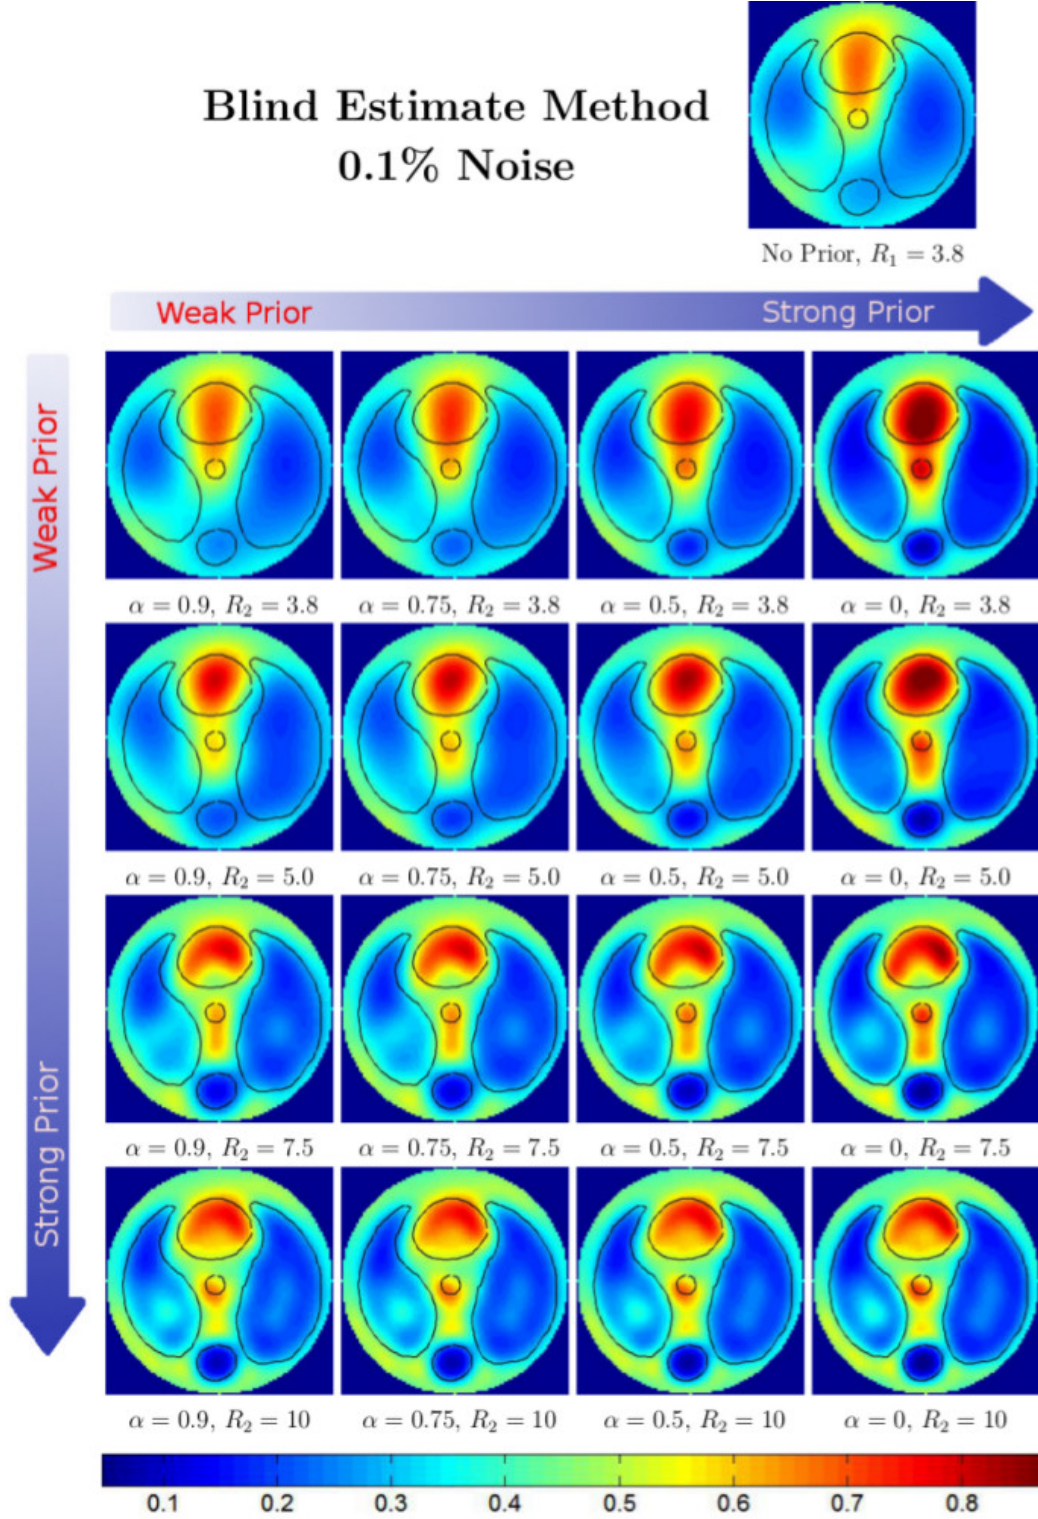 Blind Estimate Method
0.1% Noise
No Prior, R₁ = 3.8
Weak Prior
Strong Prior
Weak Prior
Strong Prior
α = 0.9, R₂ = 3.8
α = 0.75, R₂ = 3.8
α = 0.5, R₂ = 3.8
α = 0, R₂ = 3.8
α = 0.9, R₂ = 5.0
α = 0.75, R₂ = 5.0
α = 0.5, R₂ = 5.0
α = 0, R₂ = 5.0
α = 0.9, R₂ = 7.5
α = 0.75, R₂ = 7.5
α = 0.5, R₂ = 7.5
α = 0, R₂ = 7.5
α = 0.9, R₂ = 10
α = 0.75, R₂ = 10
α = 0.5, R₂ = 10
α = 0, R₂ = 10
0.1 0.2 0.3 0.4 0.5 0.6 0.7 0.8